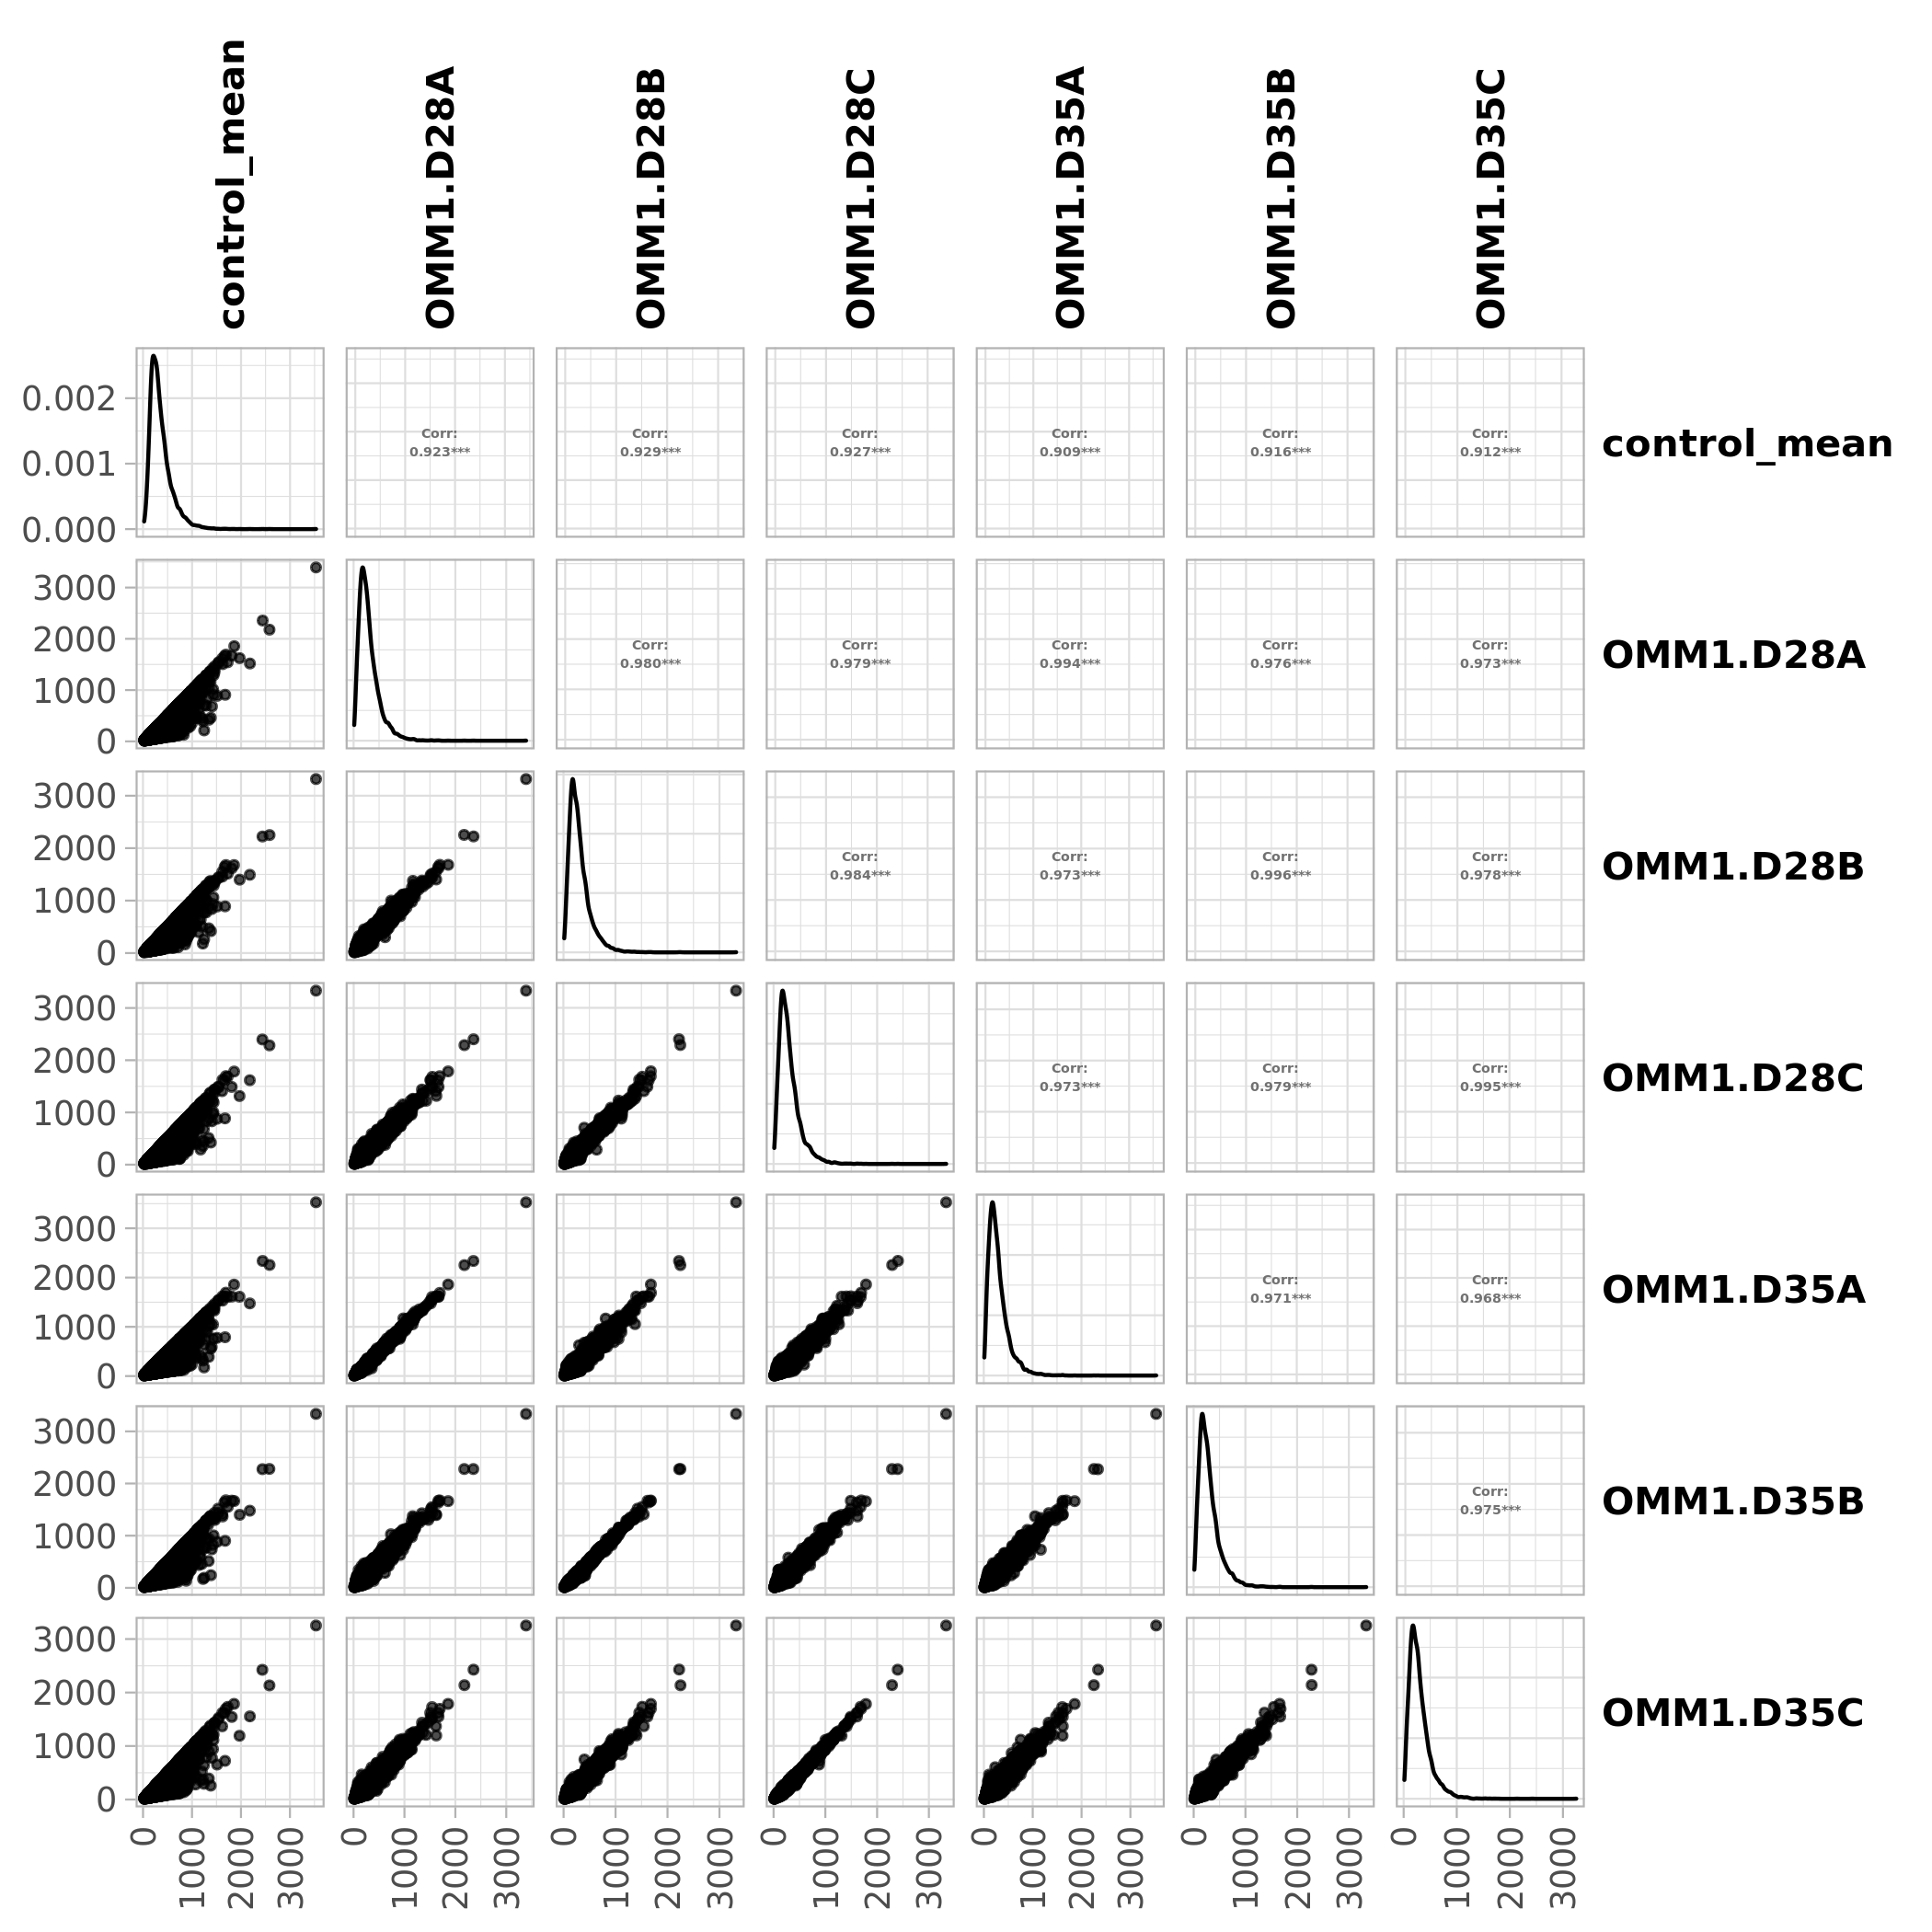 control_mean
OMM1.D28A
OMM1.D28B
OMM1.D28C
OMM1.D35A
OMM1.D35B
OMM1.D35C
0.002
0.001
0.000
Corr:
0.923***
Corr:
0.929***
Corr:
0.927***
Corr:
0.909***
Corr:
0.916***
Corr:
0.912***
control_mean
3000
2000
1000
0
Corr:
0.980***
Corr:
0.979***
Corr:
0.994***
Corr:
0.976***
Corr:
0.973***
OMM1.D28A
3000
2000
1000
0
Corr:
0.984***
Corr:
0.973***
Corr:
0.996***
Corr:
0.978***
OMM1.D28B
3000
2000
1000
0
Corr:
0.973***
Corr:
0.979***
Corr:
0.995***
OMM1.D28C
3000
2000
1000
0
Corr:
0.971***
Corr:
0.968***
OMM1.D35A
3000
2000
1000
0
Corr:
0.975***
OMM1.D35B
3000
2000
1000
0
OMM1.D35C
0
1000
2000
3000
0
1000
2000
3000
0
1000
2000
3000
0
1000
2000
3000
0
1000
2000
3000
0
1000
2000
3000
0
1000
2000
3000